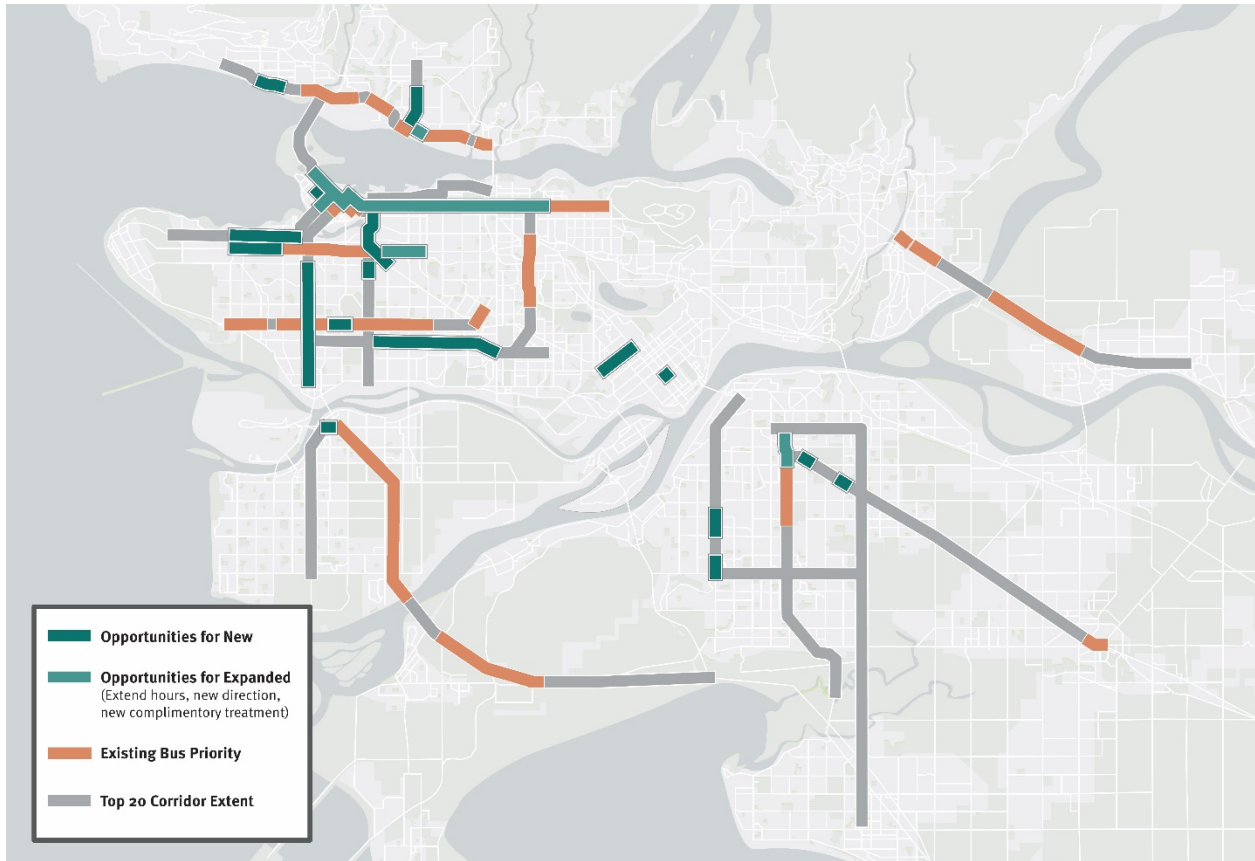 Opportunities for New
Opportunities for Expanded
(Extend hours, new direction,
new complimentory treatment)
Existing Bus Priority
Top 20 Corridor Extent